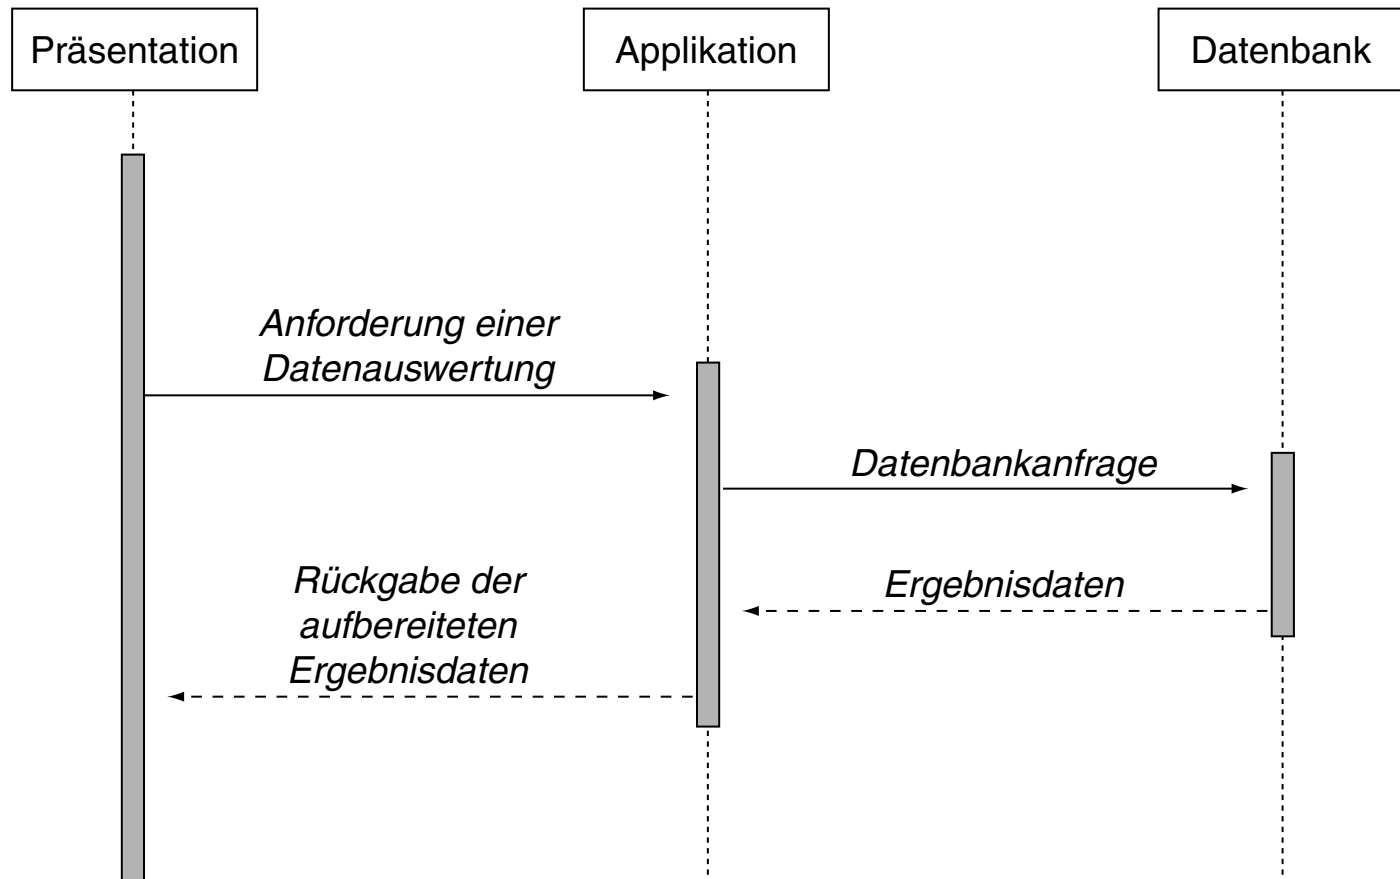 Präsentation
Applikation
Datenbank
Anforderung einer
Datenauswertung
Datenbankanfrage
Rückgabe der
aufbereiteten
Ergebnisdaten
Ergebnisdaten